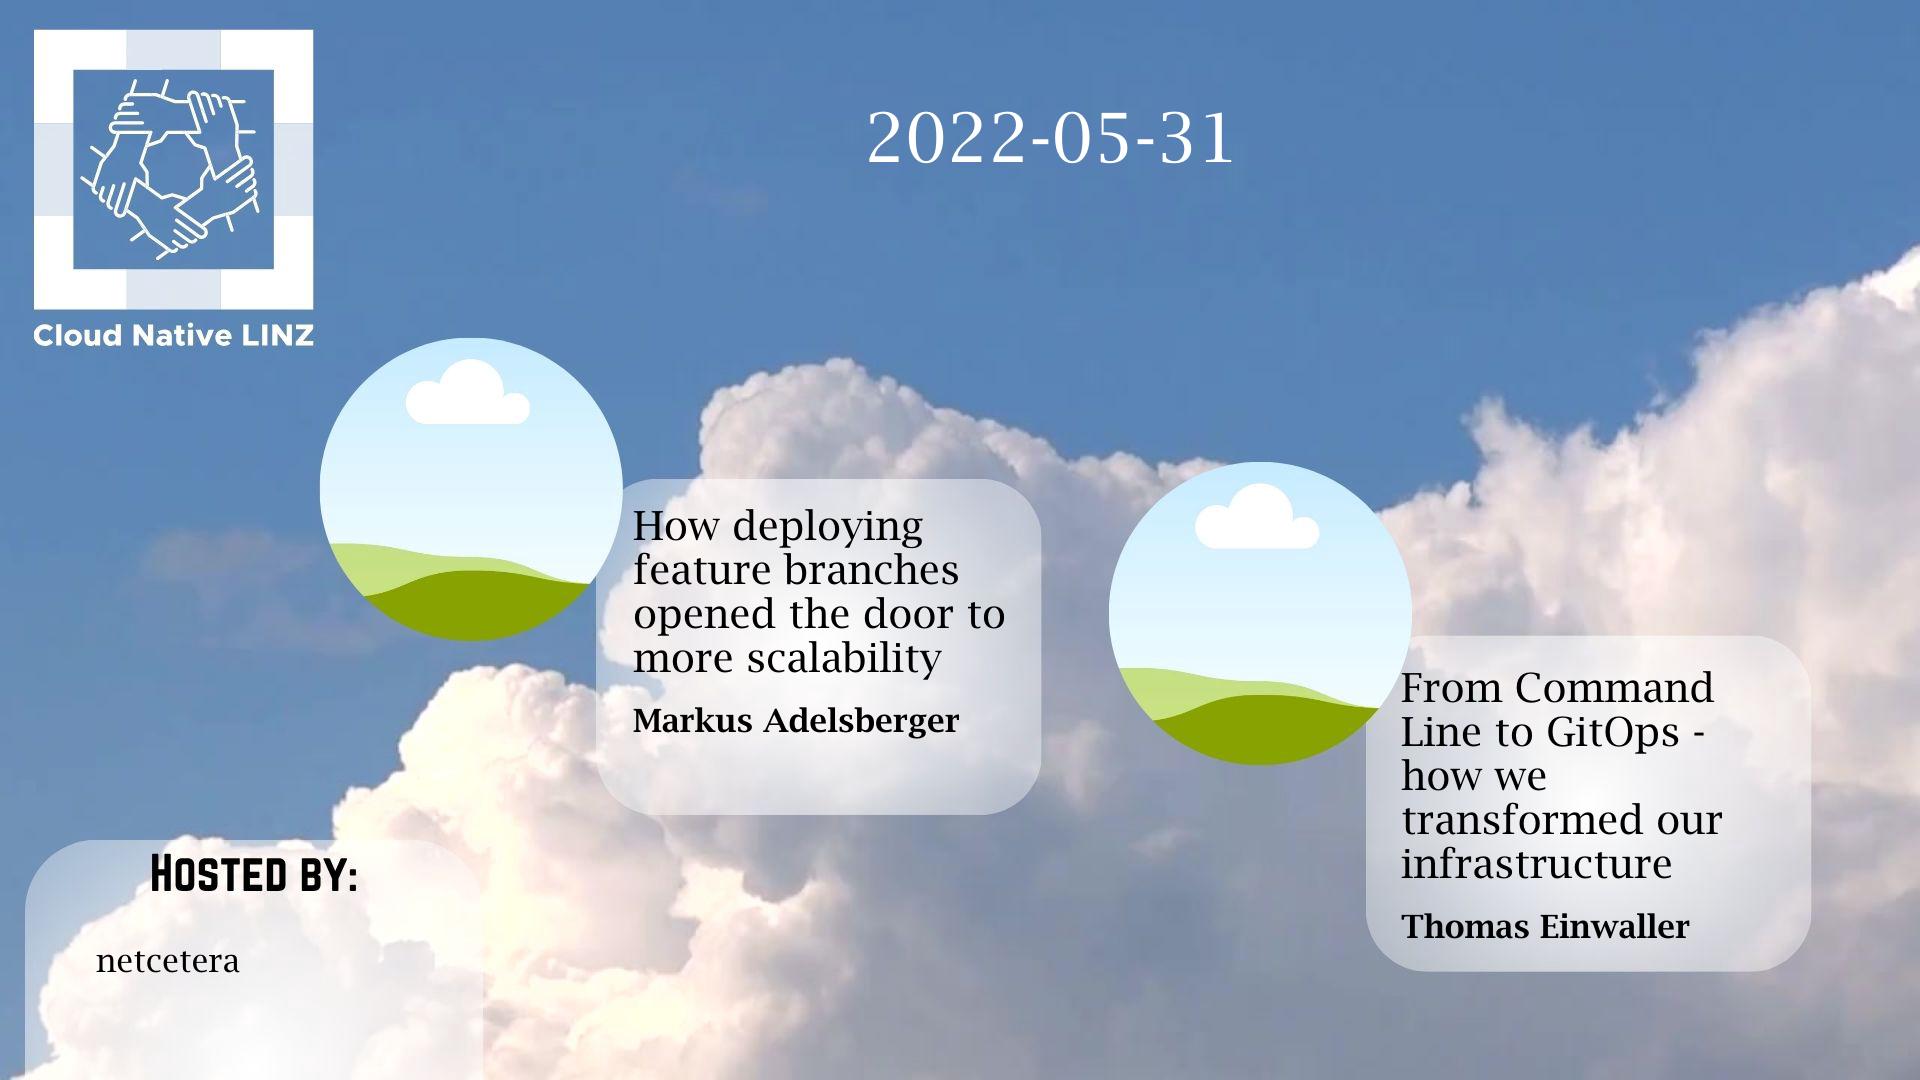 Cloud Native LINZ
2022-05-31
How deploying
feature branches
opened the door to
more scalability
Markus Adelsberger
From Command
Line to GitOps -
how we
transformed our
infrastructure
Thomas Einwaller
HOSTED BY:
netcetera